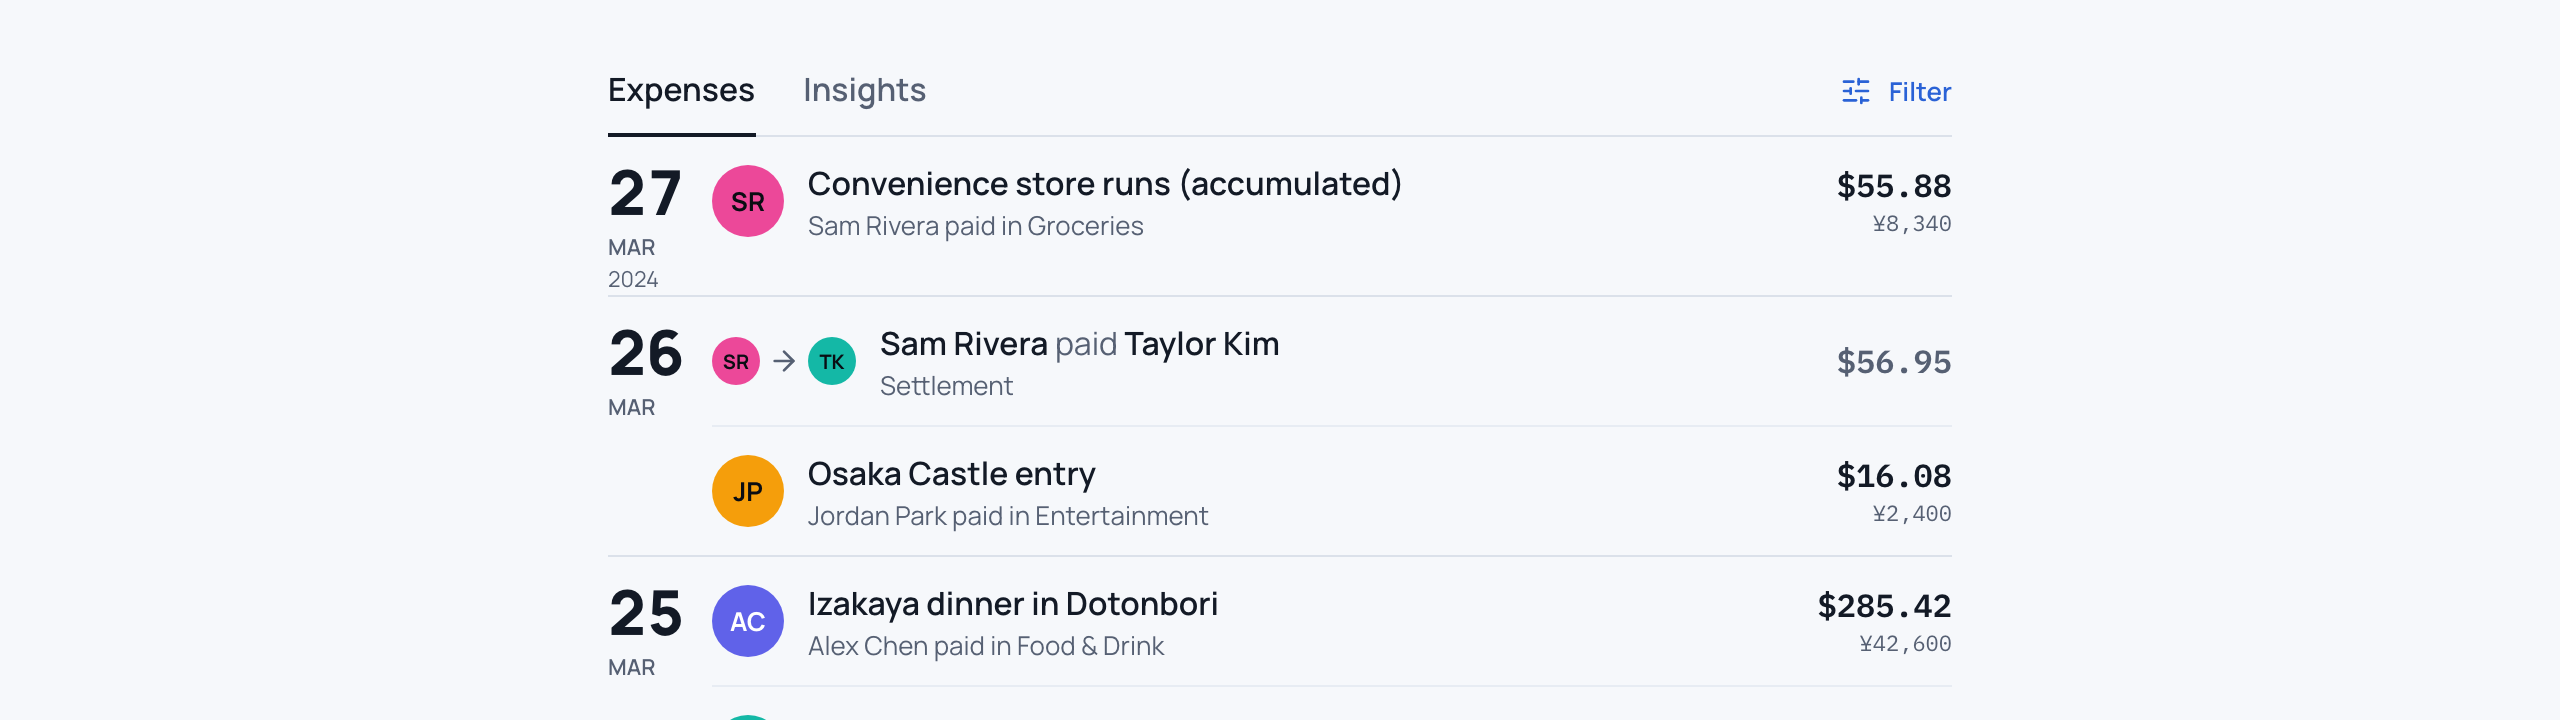 Expenses Insights Filter
27 SR Convenience store runs (accumulated) $55.88
Sam Rivera paid in Groceries ¥8,340
MAR
2024
26 SR → TK Sam Rivera paid Taylor Kim $56.95
Settlement
MAR
JP Osaka Castle entry $16.08
Jordan Park paid in Entertainment ¥2,400
25 AC Izakaya dinner in Dotonbori $285.42
Alex Chen paid in Food & Drink ¥42,600
MAR